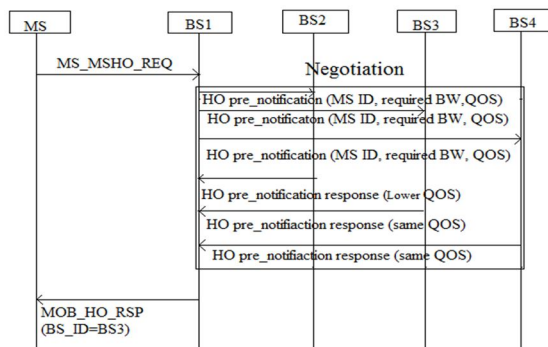 MS
BS1
BS2
BS3
BS4
MS_MSHO_REQ
Negotiation
HO pre_notification (MS ID, required BW,QOS)
HO pre_notificaton (MS ID, required BW, QOS)
HO pre_notification (MS ID, required BW, QOS)
HO pre_notification response (Lower QOS)
HO pre_notifiaction response (same QOS)
HO pre_notifiaction response (same QOS)
MOB_HO_RSP
(BS_ID=BS3)